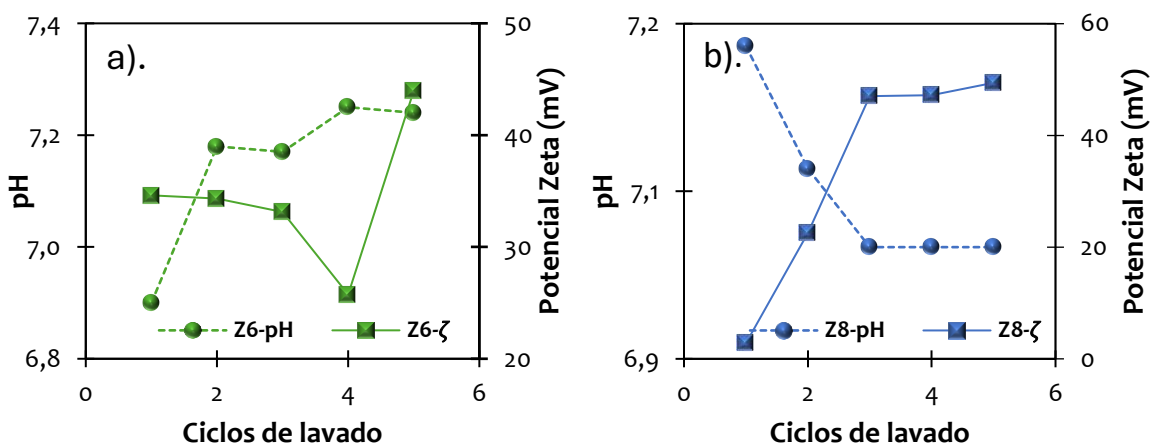 a).
pH
7,4
7,2
7,0
6,8
50
40
30
20
Potencial Zeta (mV)
Z6-pH
Z6-ζ
0
2
4
6
Ciclos de lavado
b).
pH
7,2
7,1
6,9
60
40
20
0
Potencial Zeta (mV)
Z8-pH
Z8-ζ
0
2
4
6
Ciclos de lavado